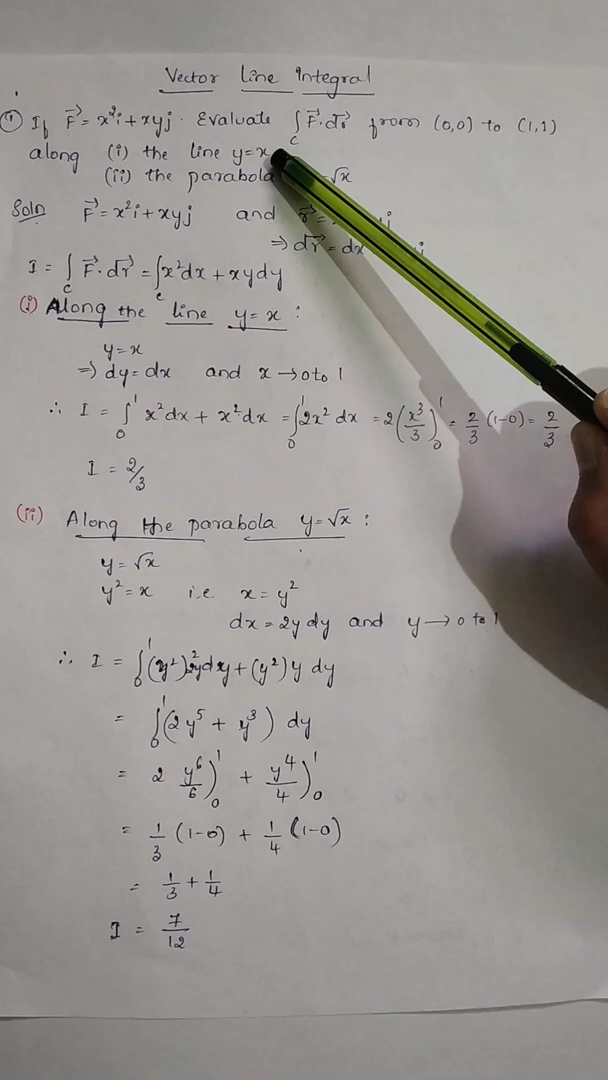 Vector Line Integral
① If F⃗ = x²i + xyj. Evaluate ∫_C F⃗·dr⃗ from (0,0) to (1,1)
along (i) the line y=x
(ii) the parabola √x
Soln F⃗ = x²i + xyj and r⃗ = j
⇒ dr⃗ = dx j
I = ∫_C F⃗·dr⃗ = ∫_C x²dx + xydy
(i) Along the line y=x :
y=x
⇒ dy=dx and x → 0 to 1
∴ I = ∫₀¹ x²dx + x²dx = ∫₀¹ 2x² dx = 2(x³/3)₀¹ = 2/3 (1-0) = 2/3
I = 2/3
(ii) Along the parabola y=√x :
y=√x
y²=x i.e. x=y²
dx=2y dy and y → 0 to 1
∴ I = ∫₀¹ (y²)² 2y dy + (y²) y dy
= ∫₀¹ (2y⁵ + y³) dy
= 2 y⁶/6)₀¹ + y⁴/4)₀¹
= 1/3 (1-0) + 1/4 (1-0)
= 1/3 + 1/4
I = 7/12